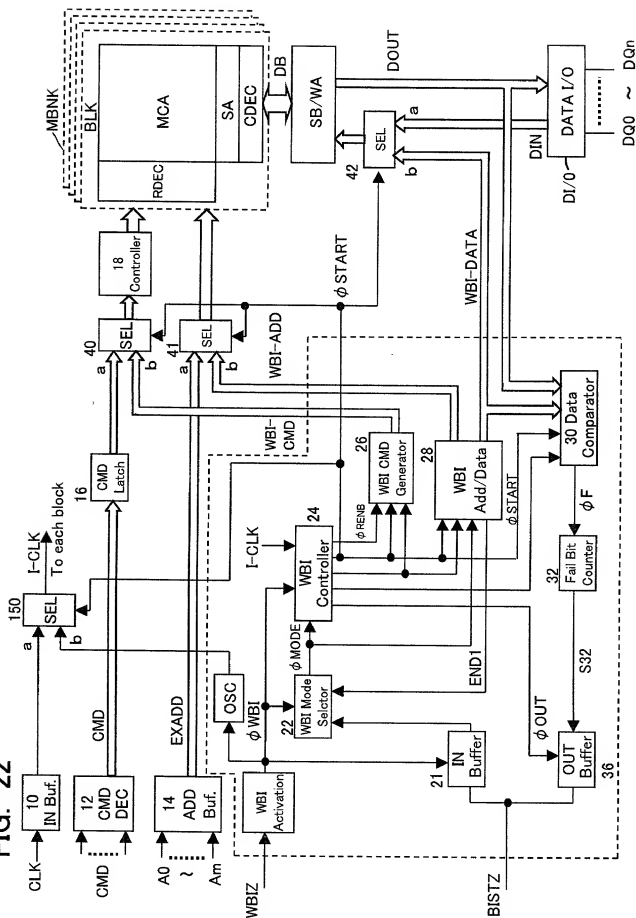 FIG. 22
CLK
10
IN Buf.
a
b
150
SEL
I-CLK
To each block
CMD
12
CMD
DEC
CMD
16
CMD
Latch
a
b
40
SEL
18
Controller
MBNK
BLK
RDEC
MCA
SA
CDEC
DB
A0
~
Am
14
ADD
Buf.
EXADD
a
b
41
SEL
SB/WA
DOUT
WBI-ADD
φSTART
42
SEL
a
b
DIN
DATA I/O
DI/O
DQ0 ~ DQn
WBI-
CMD
WBI-DATA
WBIZ
WBI
Activation
OSC
φWBI
I-CLK
WBI
Controller
24
φRENB
26
WBI CMD
Generator
φMODE
22
WBI Mode
Selctor
28
WBI
Add/Data
END1
φSTART
30 Data
Comparator
φF
21
IN
Buffer
BISTZ
φOUT
32
Fail Bit
Counter
S32
OUT
Buffer
36